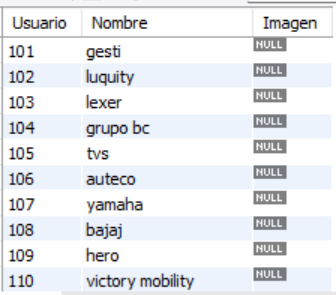 Usuario Nombre Imagen
101 gesti NULL
102 luquity NULL
103 lexer NULL
104 grupo bc NULL
105 tvs NULL
106 auteco NULL
107 yamaha NULL
108 bajaj NULL
109 hero NULL
110 victory mobility NULL